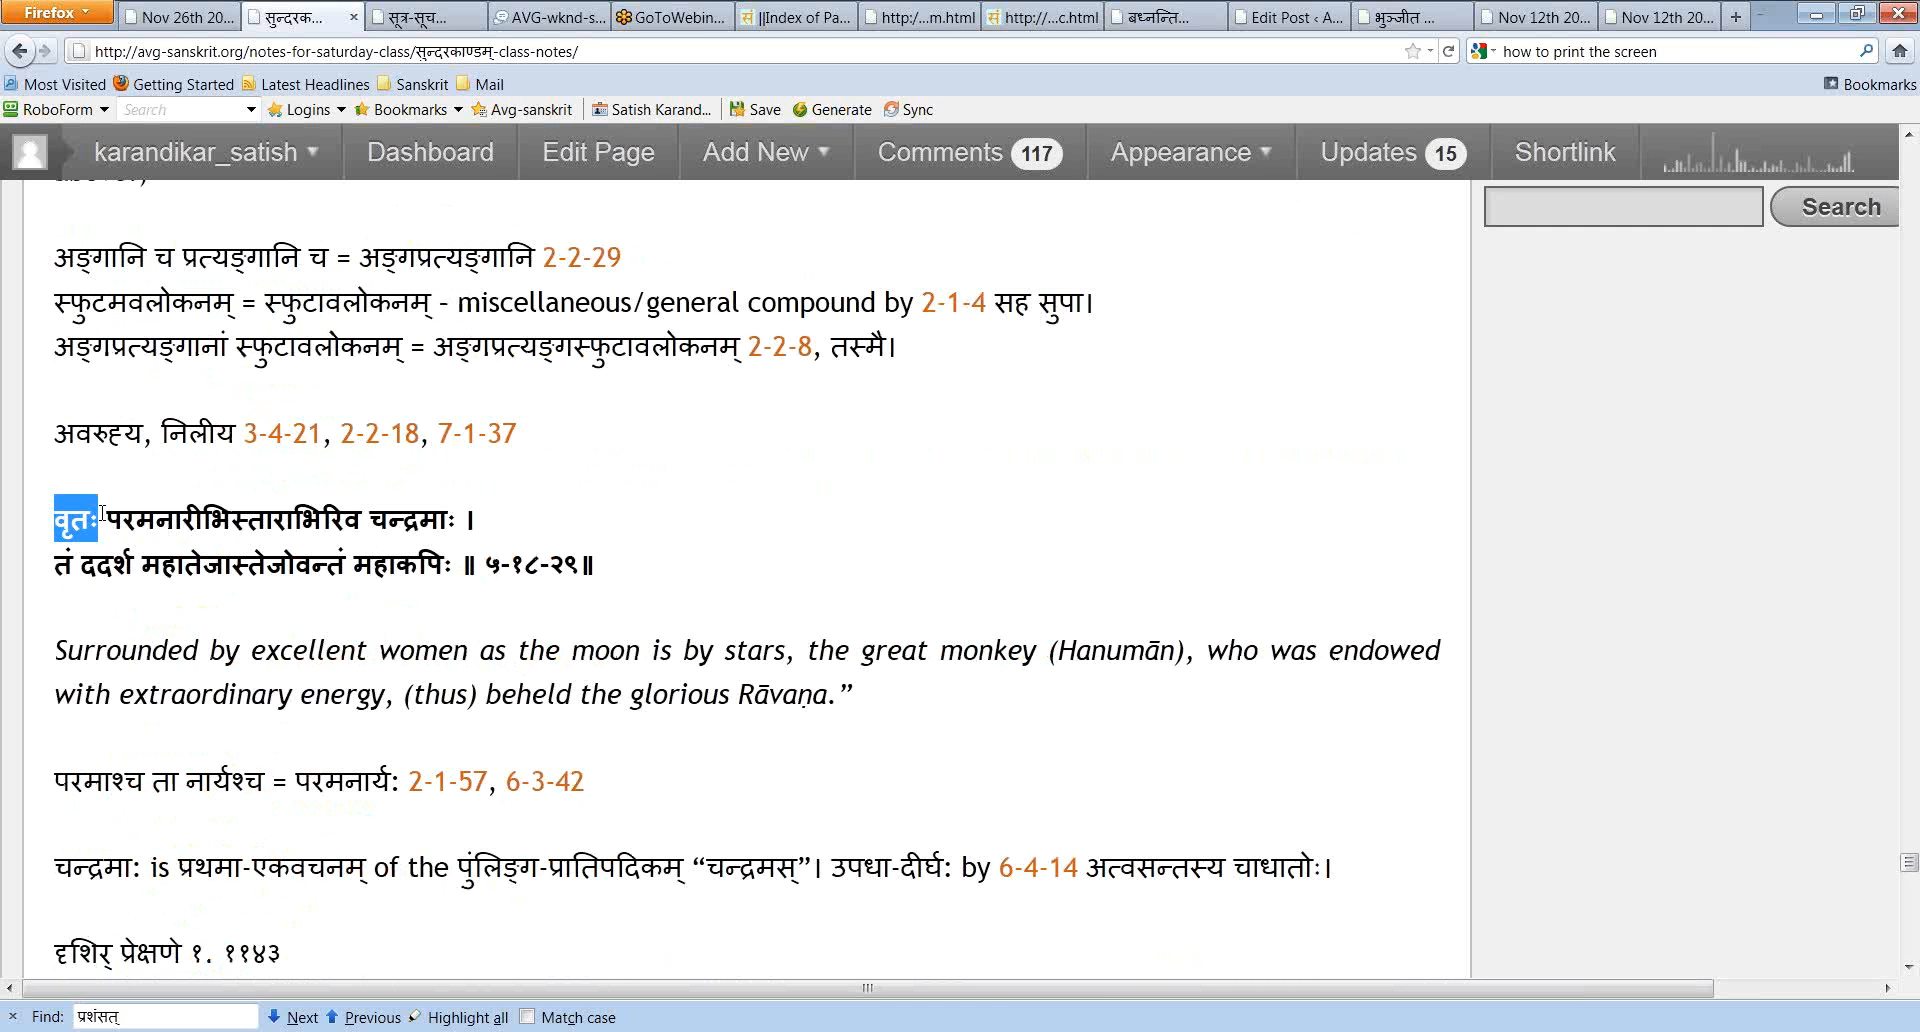 Firefox
Nov 26th 20...
सुन्दरक...
सूत्र-सूच...
AVG-wknd-s...
GoToWebin...
||Index of Pa...
http:/...m.html
http://...c.html
बध्नन्ति...
Edit Post ‹ A...
भुञ्जीत ...
Nov 12th 20...
Nov 12th 20...
http://avg-sanskrit.org/notes-for-saturday-class/सुन्दरकाण्डम्-class-notes/
how to print the screen
Most Visited Getting Started Latest Headlines Sanskrit Mail
Bookmarks
RoboForm Search Logins Bookmarks Avg-sanskrit Satish Karand... Save Generate Sync
karandikar_satish Dashboard Edit Page Add New Comments 117 Appearance Updates 15 Shortlink
Search
अङ्गानि च प्रत्यङ्गानि च = अङ्गप्रत्यङ्गानि 2-2-29
स्फुटमवलोकनम् = स्फुटावलोकनम् - miscellaneous/general compound by 2-1-4 सह सुपा।
अङ्गप्रत्यङ्गानां स्फुटावलोकनम् = अङ्गप्रत्यङ्गस्फुटावलोकनम् 2-2-8, तस्मै।
अवरुह्य, निलीय 3-4-21, 2-2-18, 7-1-37
वृतः परमनारीभिस्ताराभिरिव चन्द्रमाः ।
तं ददर्श महातेजास्तेजोवन्तं महाकपिः ॥ ५-१८-२९॥
Surrounded by excellent women as the moon is by stars, the great monkey (Hanumān), who was endowed
with extraordinary energy, (thus) beheld the glorious Rāvaṇa.”
परमाश्च ता नार्यश्च = परमनार्य: 2-1-57, 6-3-42
चन्द्रमा: is प्रथमा-एकवचनम् of the पुंलिङ्ग-प्रातिपदिकम् “चन्द्रमस्”। उपधा-दीर्घ: by 6-4-14 अत्वसन्तस्य चाधातोः।
दृशिर् प्रेक्षणे १. ११४३
Find: प्रशंसत् Next Previous Highlight all Match case